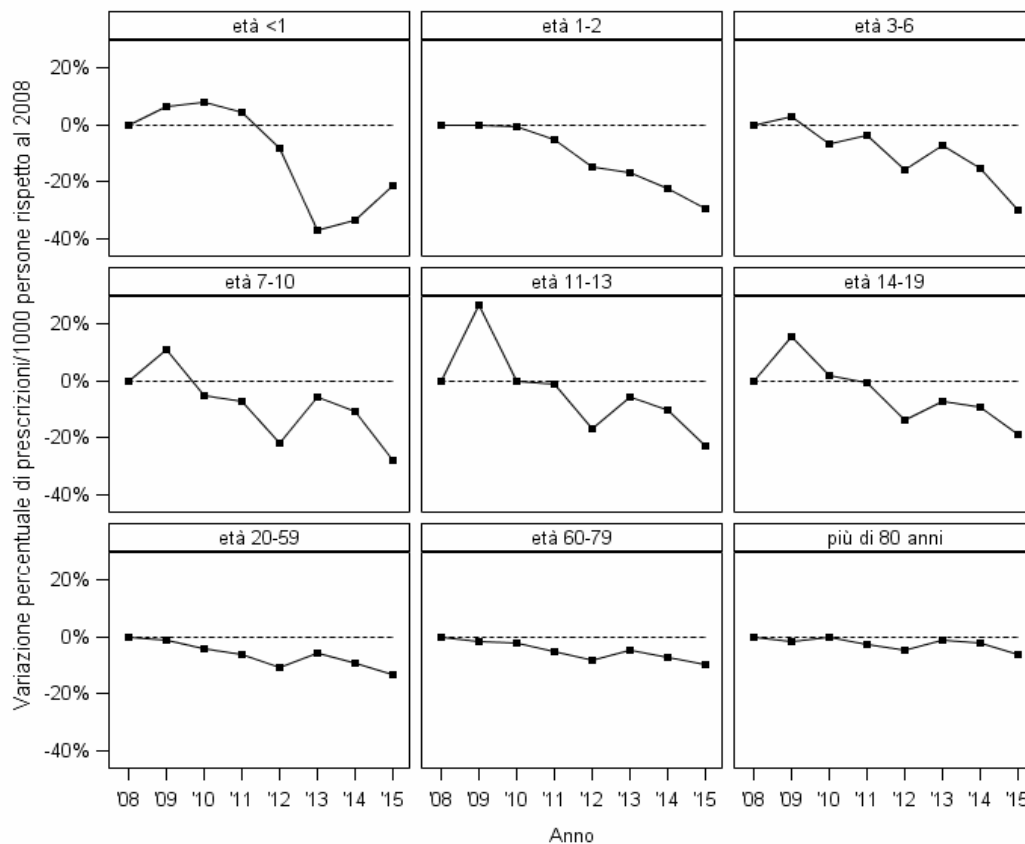 Variazione percentuale di prescrizioni/1000 persone rispetto al 2008
età <1
età 1-2
età 3-6
20%
0%
-20%
-40%
età 7-10
età 11-13
età 14-19
20%
0%
-20%
-40%
età 20-59
età 60-79
più di 80 anni
20%
0%
-20%
-40%
'08 '09 '10 '11 '12 '13 '14 '15
'08 '09 '10 '11 '12 '13 '14 '15
'08 '09 '10 '11 '12 '13 '14 '15
Anno